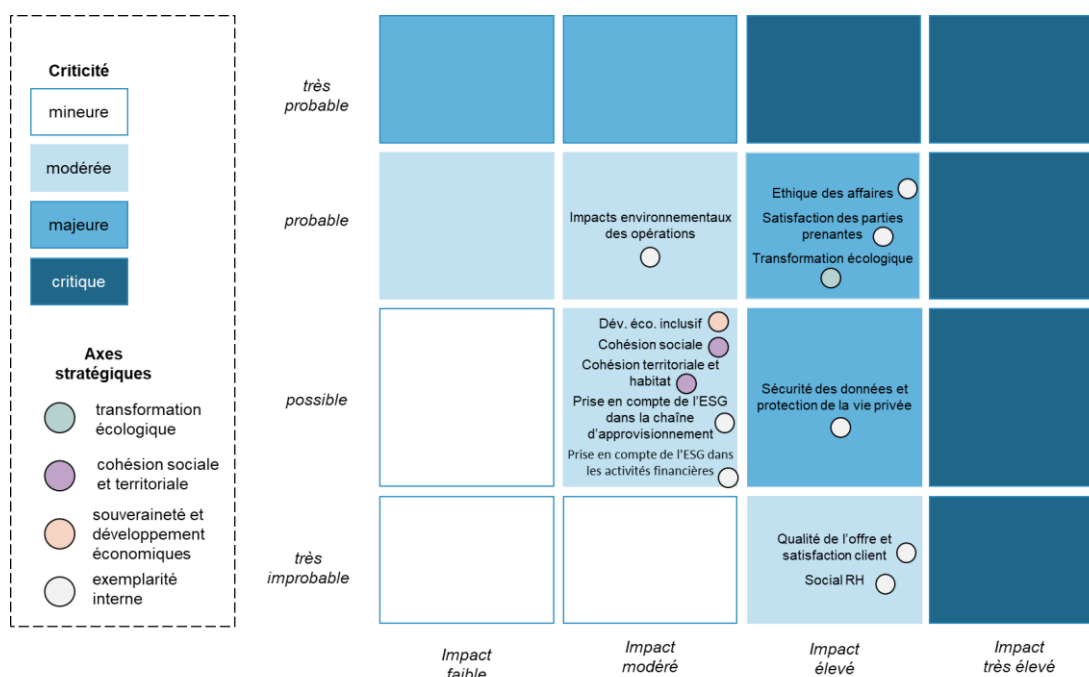 Criticité
mineure
modérée
majeure
critique
Axes
stratégiques
transformation
écologique
cohésion sociale
et territoriale
souveraineté et
développement
économiques
exemplarité
interne
très
probable
probable
Impacts environnementaux
des opérations
Ethique des affaires
Satisfaction des parties
prenantes
Transformation écologique
possible
Dév. éco. inclusif
Cohésion sociale
Cohésion territoriale et
habitat
Prise en compte de l’ESG
dans la chaîne
d’approvisionnement
Prise en compte de l’ESG dans
les activités financières
Sécurité des données et
protection de la vie privée
très
improbable
Qualité de l’offre et
satisfaction client
Social RH
Impact
faible
Impact
modéré
Impact
élevé
Impact
très élevé